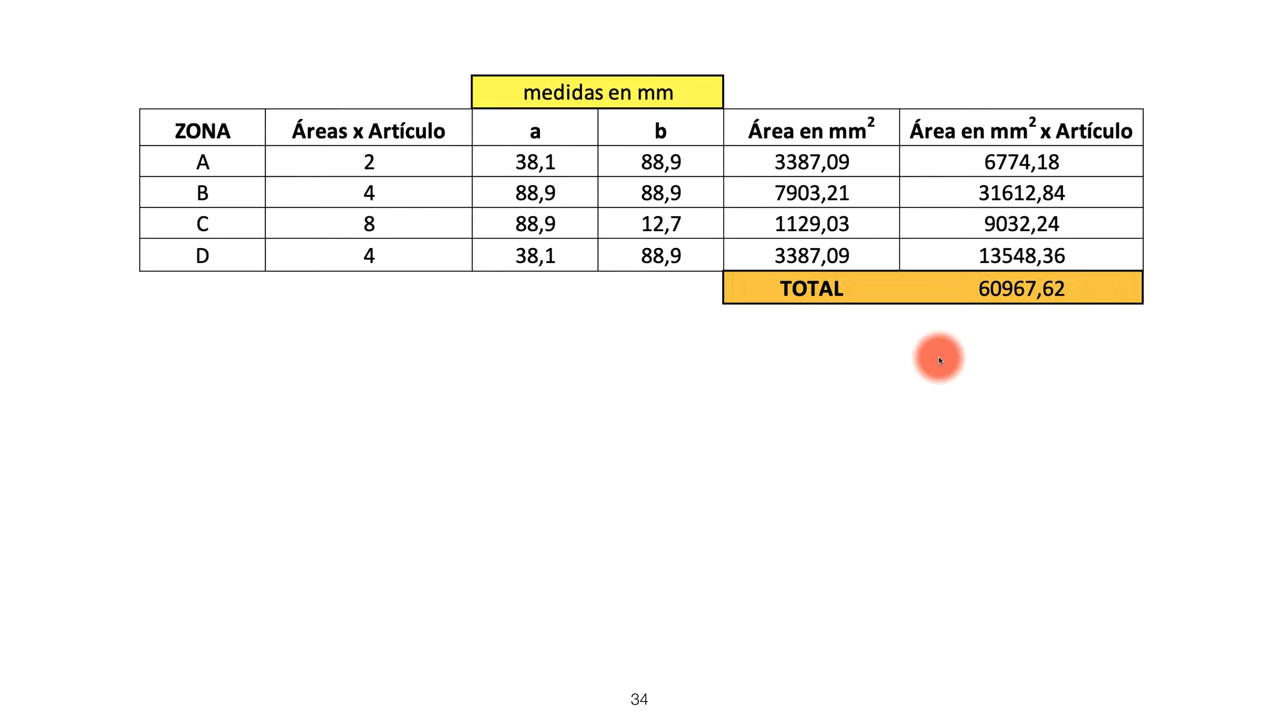 medidas en mm
ZONA Áreas x Artículo a b Área en mm² Área en mm² x Artículo
A 2 38,1 88,9 3387,09 6774,18
B 4 88,9 88,9 7903,21 31612,84
C 8 88,9 12,7 1129,03 9032,24
D 4 38,1 88,9 3387,09 13548,36
TOTAL 60967,62
34